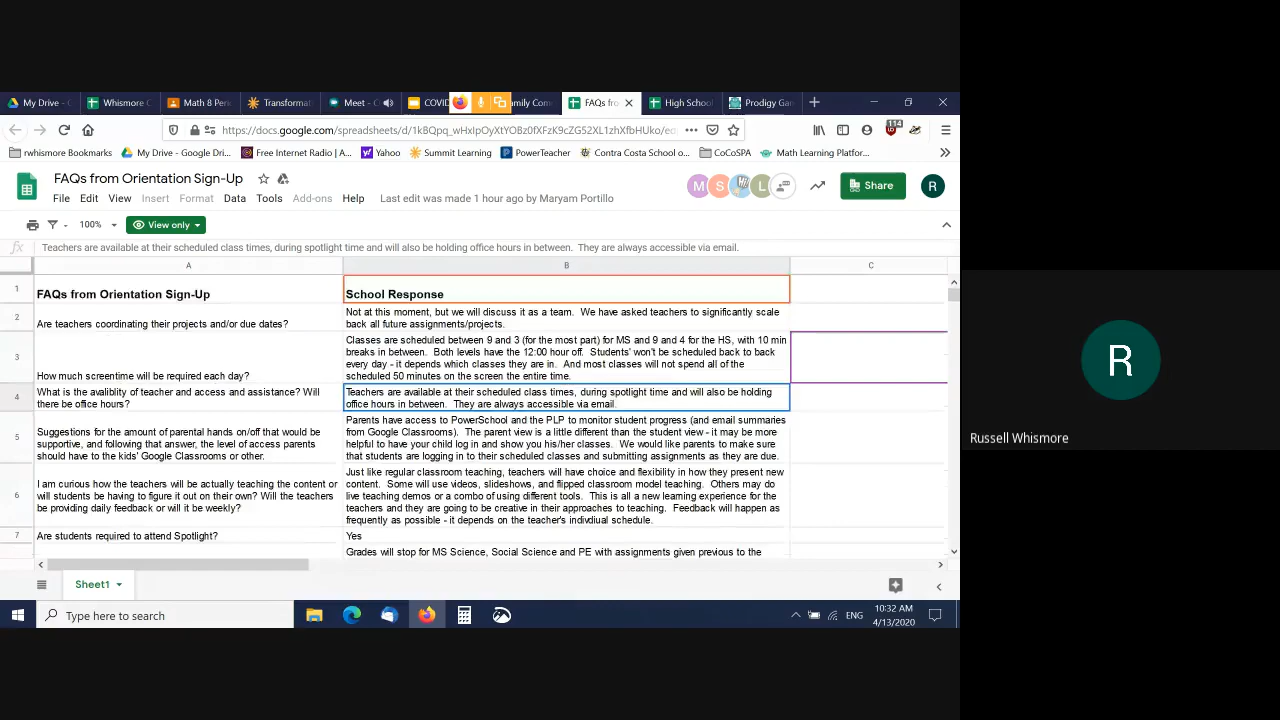 My Drive - G
Whismore C
Math 8 Peri
Transformat
Meet - C
COVID
amily Com
FAQs fro
High School
Prodigy Gam
https://docs.google.com/spreadsheets/d/1kBQpq_wHxIpOyXtYOBz0fXFzK9cZG52XL1zhXfbHUko/ed
114
rwhismore Bookmarks
My Drive - Google Dri...
Free Internet Radio | A...
Yahoo
Summit Learning
PowerTeacher
Contra Costa School o...
CoCoSPA
Math Learning Platfor...
FAQs from Orientation Sign-Up
File Edit View Insert Format Data Tools Add-ons Help Last edit was made 1 hour ago by Maryam Portillo
M S L
Share
R
100% View only
fx Teachers are available at their scheduled class times, during spotlight time and will also be holding office hours in between. They are always accessible via email.
A B C
1 FAQs from Orientation Sign-Up School Response
2 Are teachers coordinating their projects and/or due dates?
Not at this moment, but we will discuss it as a team. We have asked teachers to significantly scale
back all future assignments/projects.
3 How much screentime will be required each day?
Classes are scheduled between 9 and 3 (for the most part) for MS and 9 and 4 for the HS, with 10 min
breaks in between. Both levels have the 12:00 hour off. Students' won't be scheduled back to back
every day - it depends which classes they are in. And most classes will not spend all of the
scheduled 50 minutes on the screen the entire time.
4 What is the avaliblity of teacher and access and assistance? Will
there be office hours?
Teachers are available at their scheduled class times, during spotlight time and will also be holding
office hours in between. They are always accessible via email.
5 Suggestions for the amount of parental hands on/off that would be
supportive, and following that answer, the level of access parents
should have to the kids' Google Classrooms or other.
Parents have access to PowerSchool and the PLP to monitor student progress (and email summaries
from Google Classrooms). The parent view is a little different than the student view - it may be more
helpful to have your child log in and show you his/her classes. We would like parents to make sure
that students are logging in to their scheduled classes and submitting assignments as they are due.
6 I am curious how the teachers will be actually teaching the content or
will students be having to figure it out on their own? Will the teachers
be providing daily feedback or will it be weekly?
Just like regular classroom teaching, teachers will have choice and flexibility in how they present new
content. Some will use videos, slideshows, and flipped classroom model teaching. Others may do
live teaching demos or a combo of using different tools. This is all a new learning experience for the
teachers and they are going to be creative in their approaches to teaching. Feedback will happen as
frequently as possible - it depends on the teacher's indivdiual schedule.
7 Are students required to attend Spotlight? Yes
Grades will stop for MS Science, Social Science and PE with assignments given previous to the
Sheet1
Type here to search
ENG
10:32 AM
4/13/2020
R
Russell Whismore